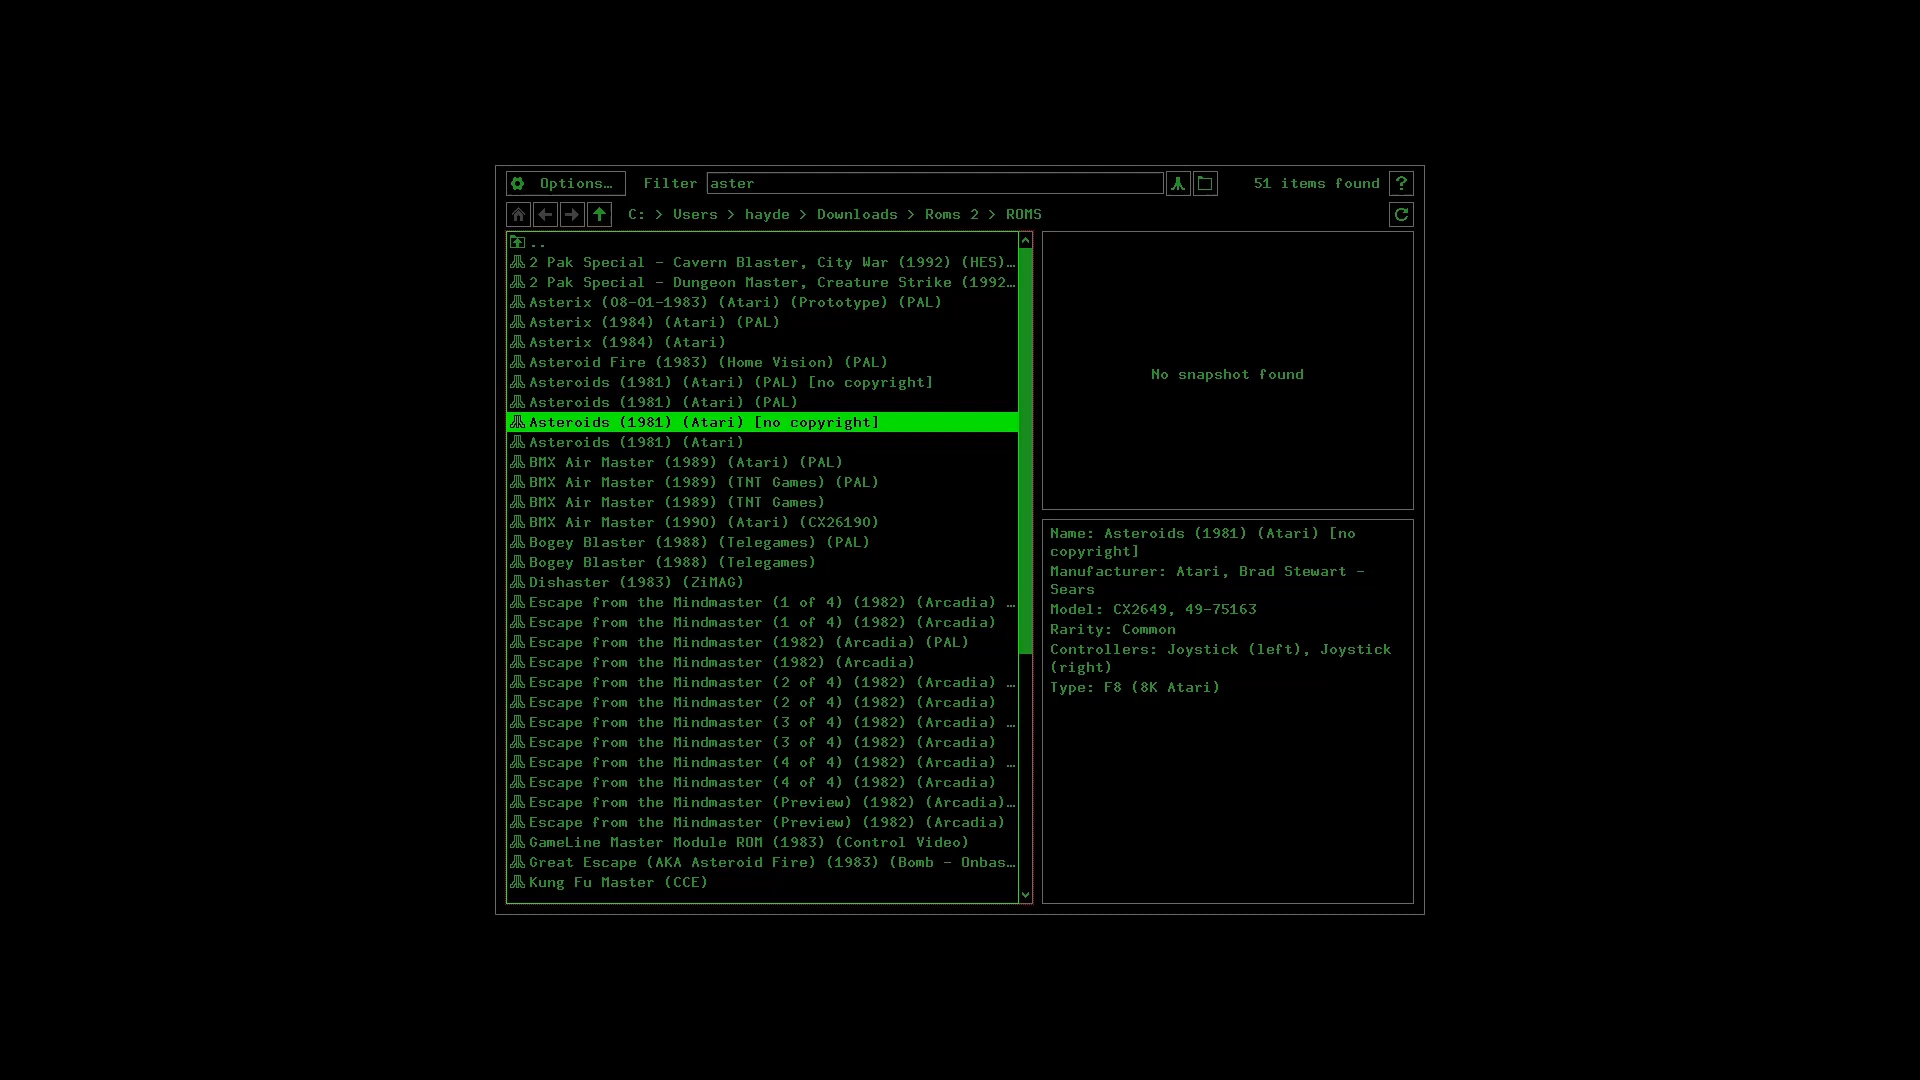 Options… Filter aster 51 items found ?
C: > Users > hayde > Downloads > Roms 2 > ROMS
..
2 Pak Special - Cavern Blaster, City War (1992) (HES)…
2 Pak Special - Dungeon Master, Creature Strike (1992…
Asterix (08-01-1983) (Atari) (Prototype) (PAL)
Asterix (1984) (Atari) (PAL)
Asterix (1984) (Atari)
Asteroid Fire (1983) (Home Vision) (PAL)
Asteroids (1981) (Atari) (PAL) [no copyright]
Asteroids (1981) (Atari) (PAL)
Asteroids (1981) (Atari) [no copyright]
Asteroids (1981) (Atari)
BMX Air Master (1989) (Atari) (PAL)
BMX Air Master (1989) (TNT Games) (PAL)
BMX Air Master (1989) (TNT Games)
BMX Air Master (1990) (Atari) (CX26190)
Bogey Blaster (1988) (Telegames) (PAL)
Bogey Blaster (1988) (Telegames)
Dishaster (1983) (ZiMAG)
Escape from the Mindmaster (1 of 4) (1982) (Arcadia) …
Escape from the Mindmaster (1 of 4) (1982) (Arcadia)
Escape from the Mindmaster (1982) (Arcadia) (PAL)
Escape from the Mindmaster (1982) (Arcadia)
Escape from the Mindmaster (2 of 4) (1982) (Arcadia) …
Escape from the Mindmaster (2 of 4) (1982) (Arcadia)
Escape from the Mindmaster (3 of 4) (1982) (Arcadia) …
Escape from the Mindmaster (3 of 4) (1982) (Arcadia)
Escape from the Mindmaster (4 of 4) (1982) (Arcadia) …
Escape from the Mindmaster (4 of 4) (1982) (Arcadia)
Escape from the Mindmaster (Preview) (1982) (Arcadia)…
Escape from the Mindmaster (Preview) (1982) (Arcadia)
GameLine Master Module ROM (1983) (Control Video)
Great Escape (AKA Asteroid Fire) (1983) (Bomb - Onbas…
Kung Fu Master (CCE)
No snapshot found
Name: Asteroids (1981) (Atari) [no
copyright]
Manufacturer: Atari, Brad Stewart -
Sears
Model: CX2649, 49-75163
Rarity: Common
Controllers: Joystick (left), Joystick
(right)
Type: F8 (8K Atari)